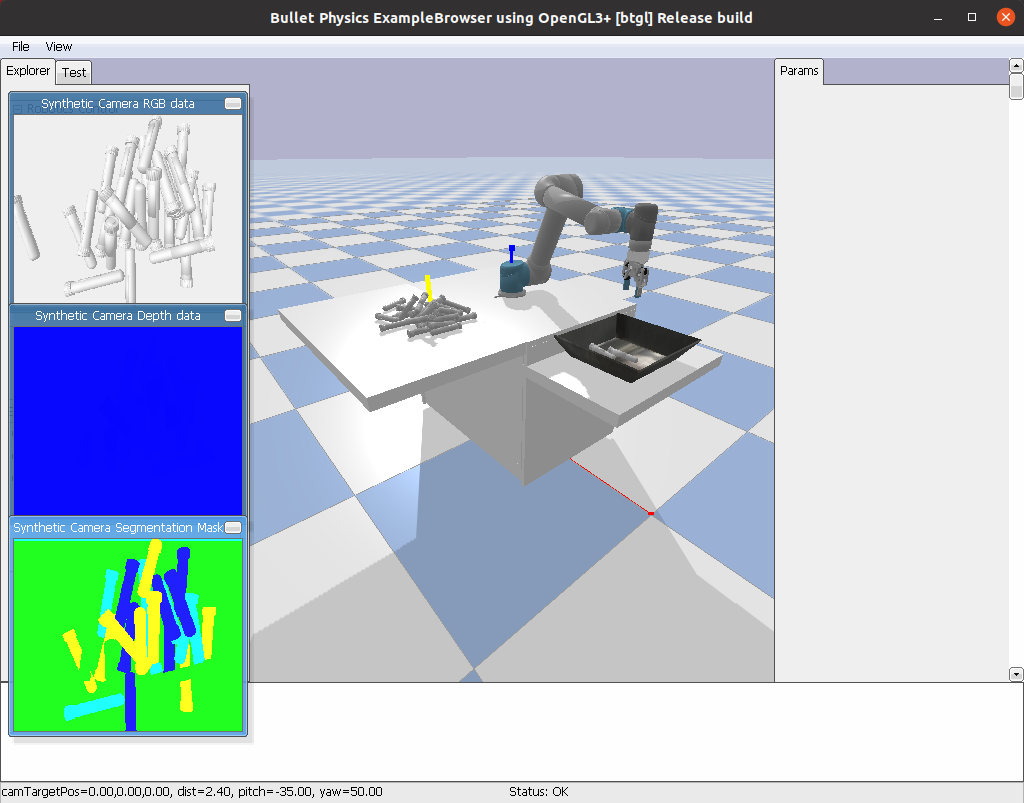 Bullet Physics ExampleBrowser using OpenGL3+ [btgl] Release build
File View
Explorer Test
Params
Synthetic Camera RGB data
Synthetic Camera Depth data
Synthetic Camera Segmentation Mask
camTargetPos=0.00,0.00,0.00, dist=2.40, pitch=-35.00, yaw=50.00
Status: OK